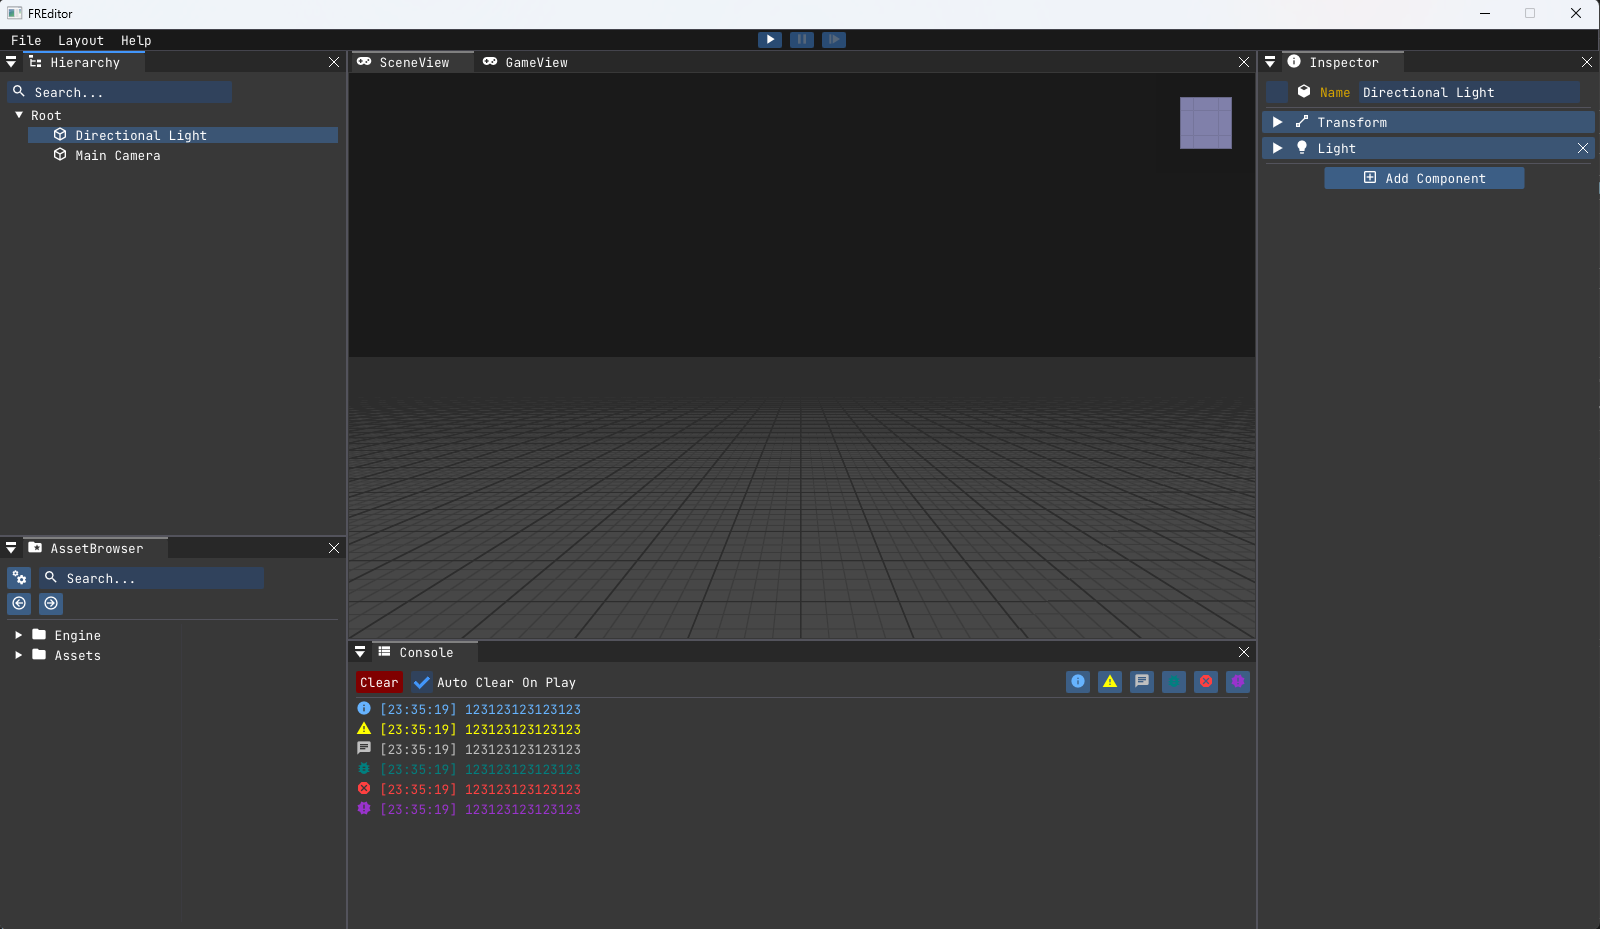 FREditor
File Layout Help
Hierarchy
Search...
Root
Directional Light
Main Camera
SceneView GameView
Inspector
Name Directional Light
Transform
Light
Add Component
AssetBrowser
Search...
Engine
Assets
Console
Clear Auto Clear On Play
[23:35:19] 123123123123123
[23:35:19] 123123123123123
[23:35:19] 123123123123123
[23:35:19] 123123123123123
[23:35:19] 123123123123123
[23:35:19] 123123123123123